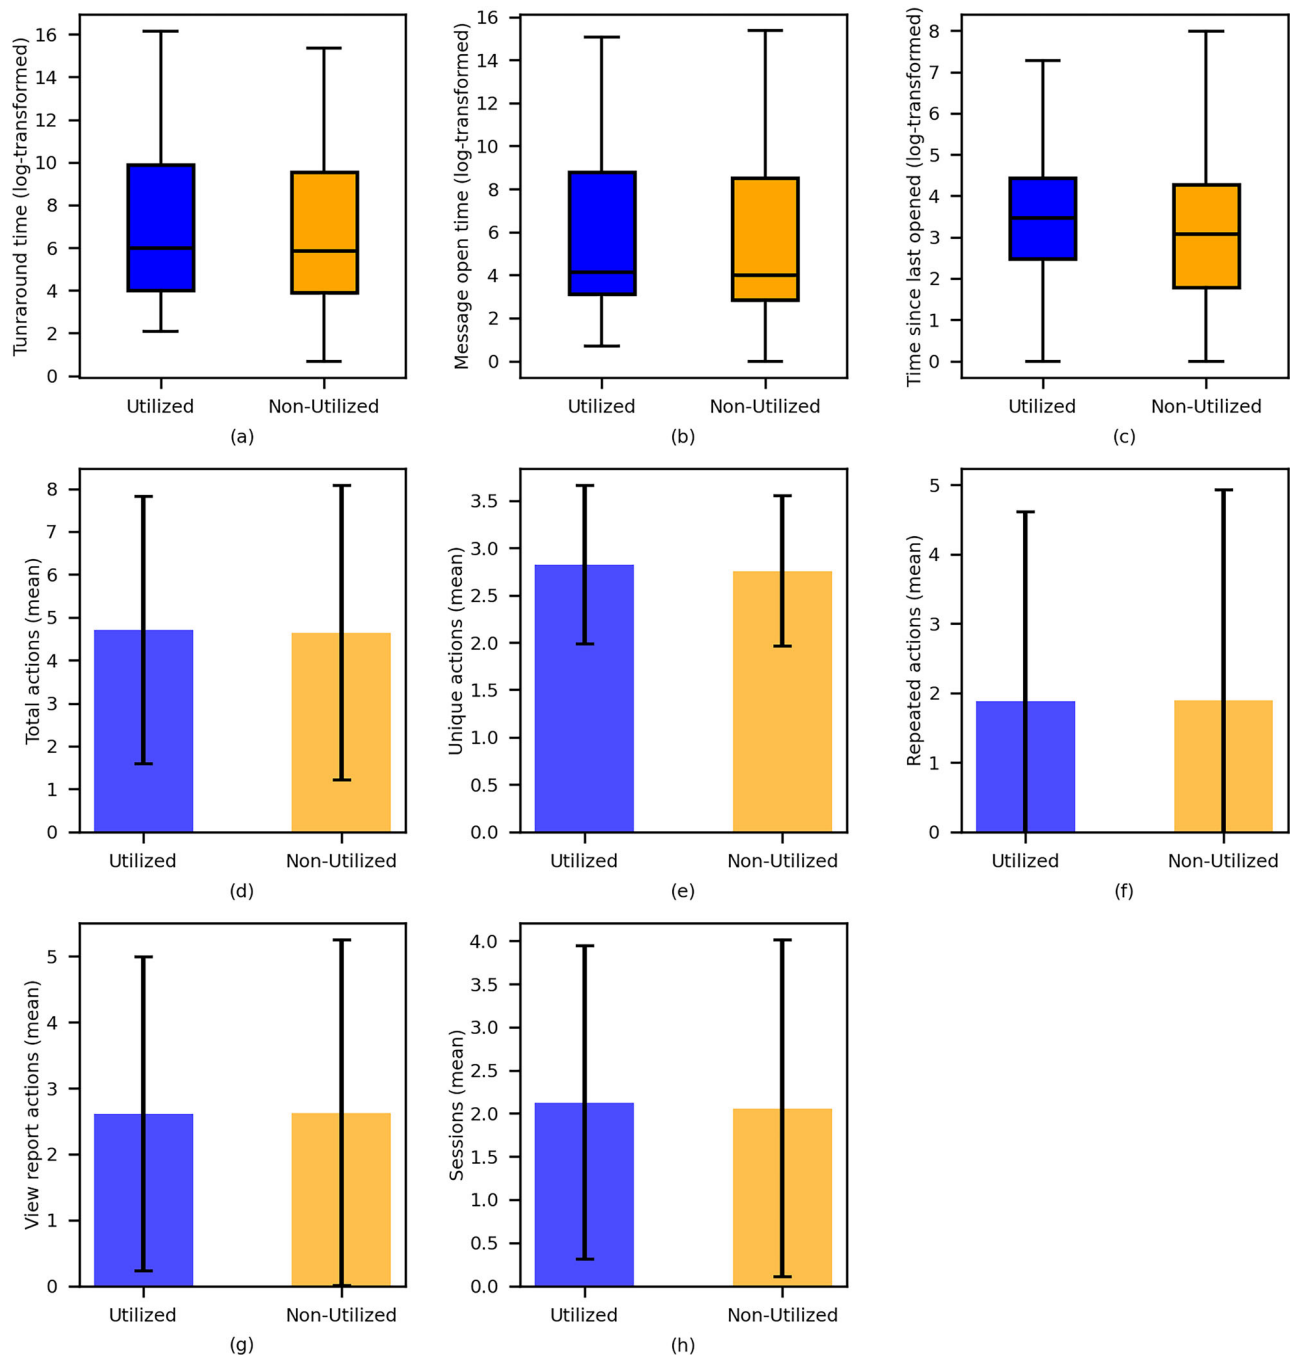 Tunraround time (log-transformed)
16
14
12
10
8
6
4
2
0
Utilized Non-Utilized
(a)
Message open time (log-transformed)
16
14
12
10
8
6
4
2
0
Utilized Non-Utilized
(b)
Time since last opened (log-transformed)
8
7
6
5
4
3
2
1
0
Utilized Non-Utilized
(c)
Total actions (mean)
8
7
6
5
4
3
2
1
0
Utilized Non-Utilized
(d)
Unique actions (mean)
3.5
3.0
2.5
2.0
1.5
1.0
0.5
0.0
Utilized Non-Utilized
(e)
Repeated actions (mean)
5
4
3
2
1
0
Utilized Non-Utilized
(f)
View report actions (mean)
5
4
3
2
1
0
Utilized Non-Utilized
(g)
Sessions (mean)
4.0
3.5
3.0
2.5
2.0
1.5
1.0
0.5
0.0
Utilized Non-Utilized
(h)